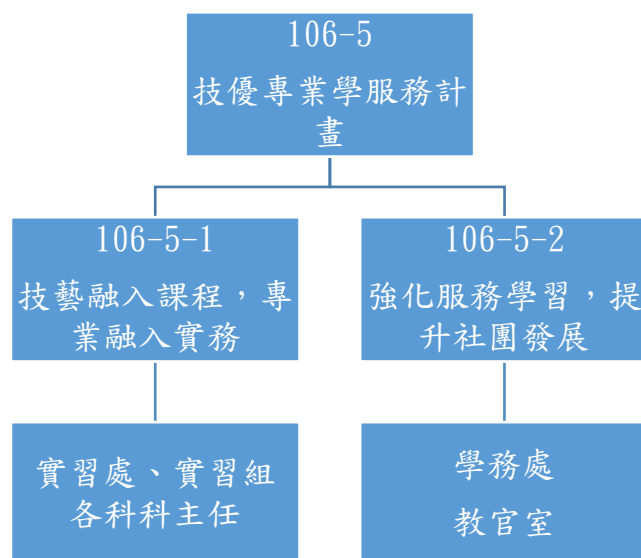 106-5
技優專業學服務計
畫
106-5-1
技藝融入課程，專
業融入實務
106-5-2
強化服務學習，提
升社團發展
實習處、實習組
各科科主任
學務處
教官室